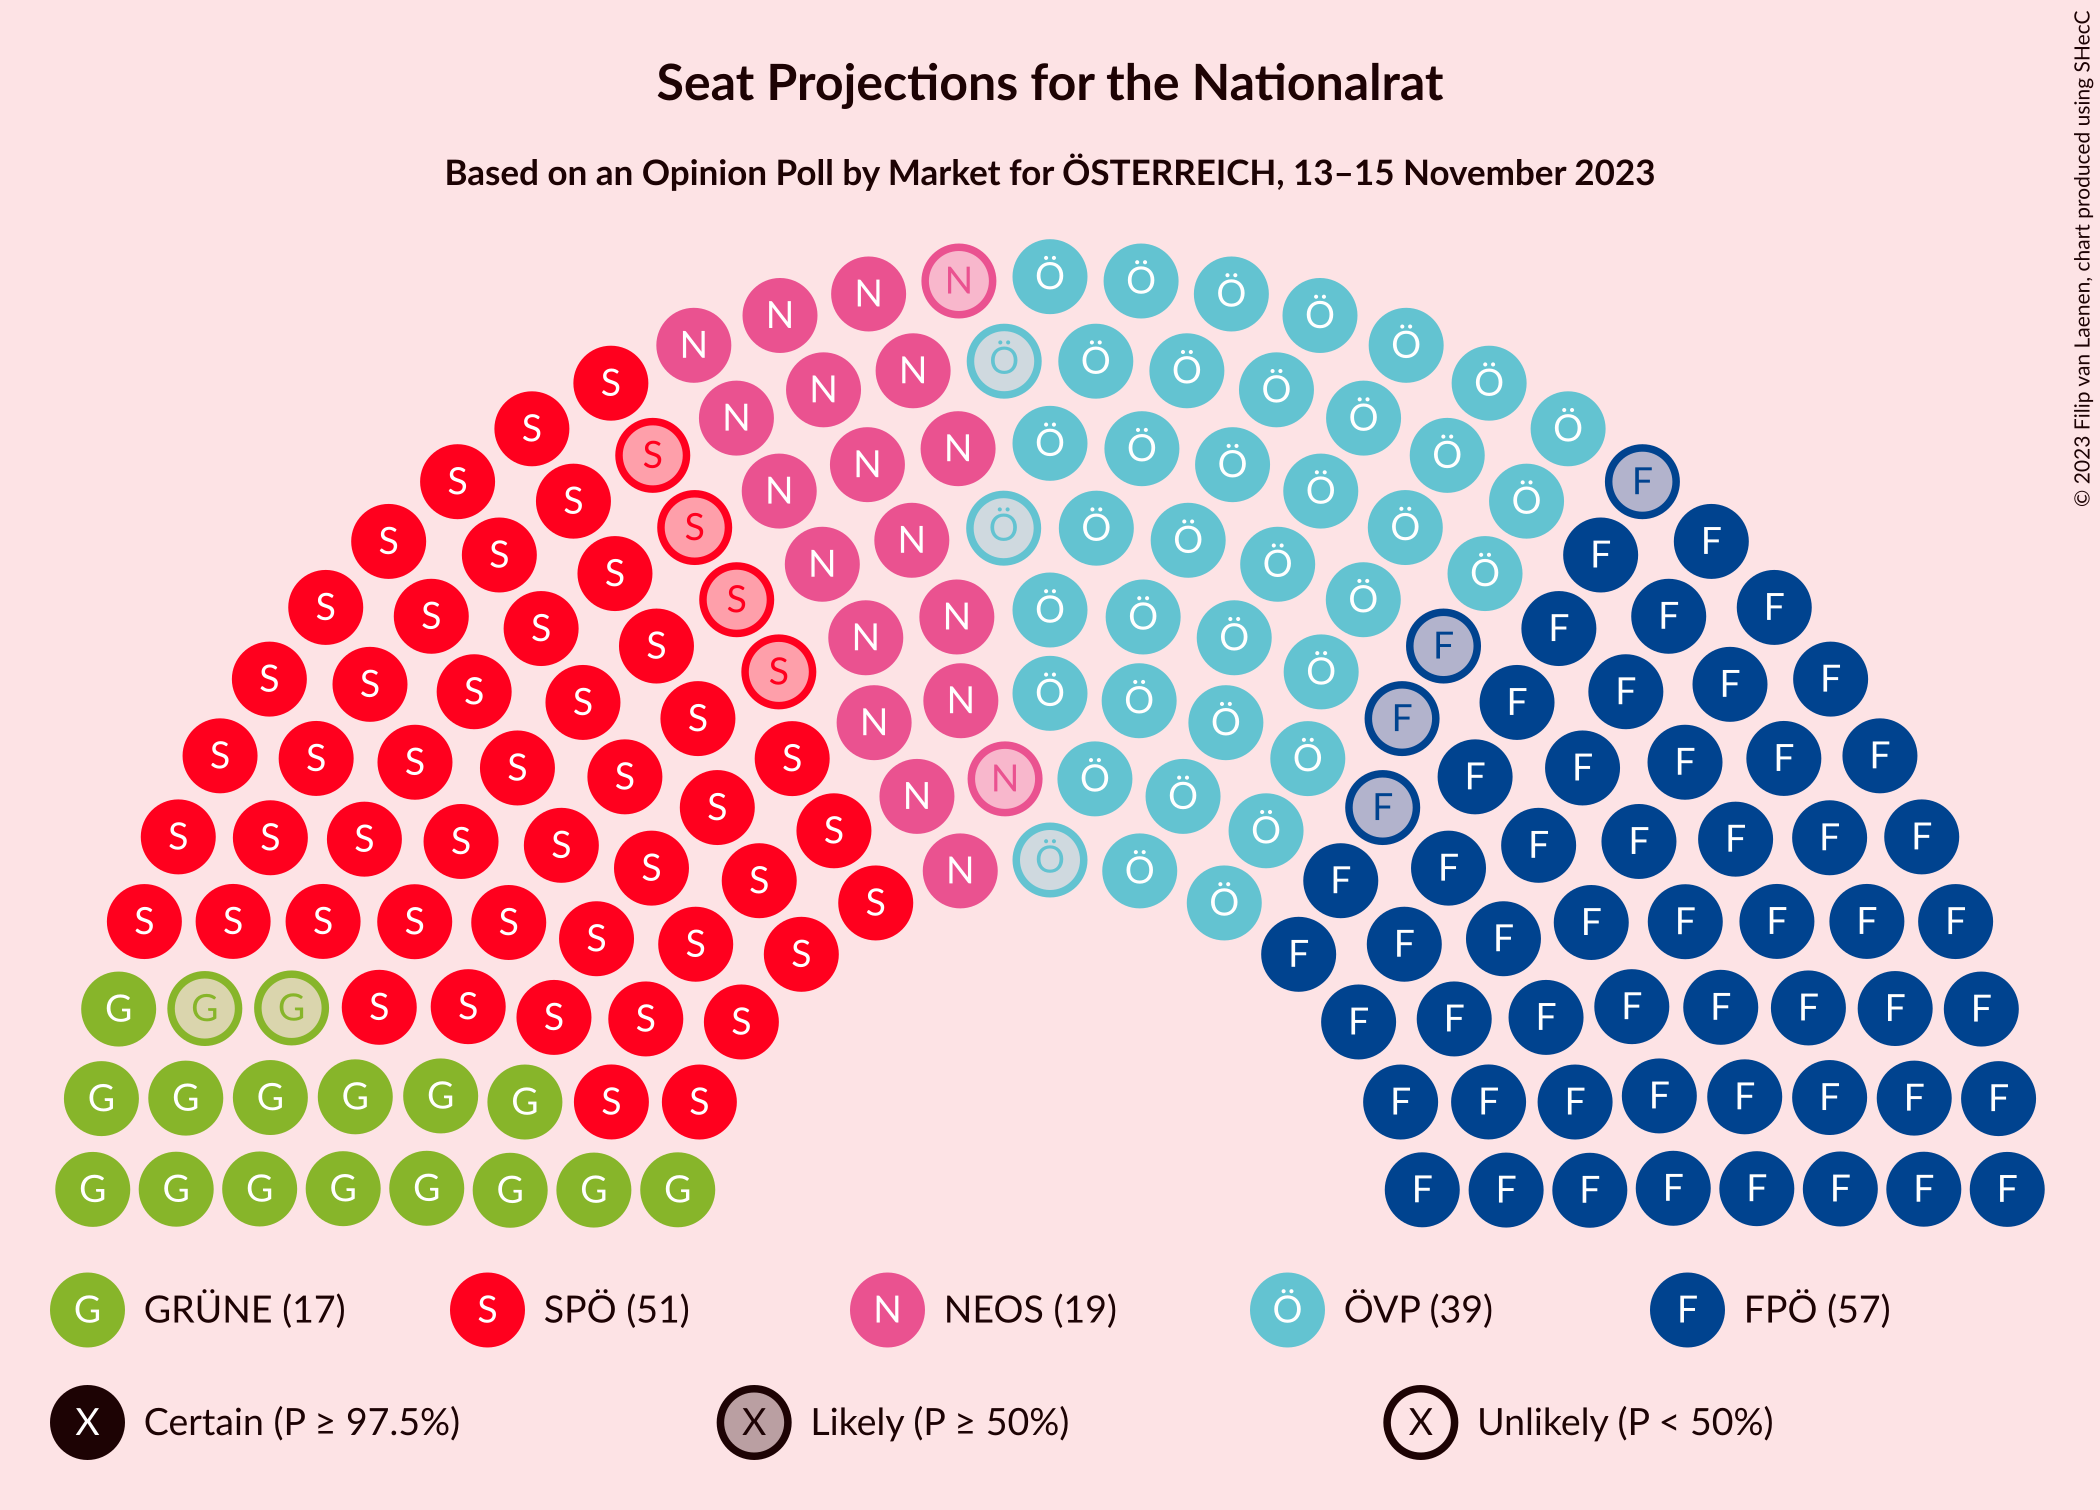 Seat Projections for the Nationalrat
Based on an Opinion Poll by Market for ÖSTERREICH, 13–15 November 2023
© 2023 Filip van Laenen, chart produced using SHecC
N Ö Ö Ö Ö Ö Ö Ö
N N N
S S S S S S S S S S
F F F F F F F F F
G GRÜNE (17) S SPÖ (51) N NEOS (19) Ö ÖVP (39) F FPÖ (57)
X Certain (P ≥ 97.5%) X Likely (P ≥ 50%) X Unlikely (P < 50%)